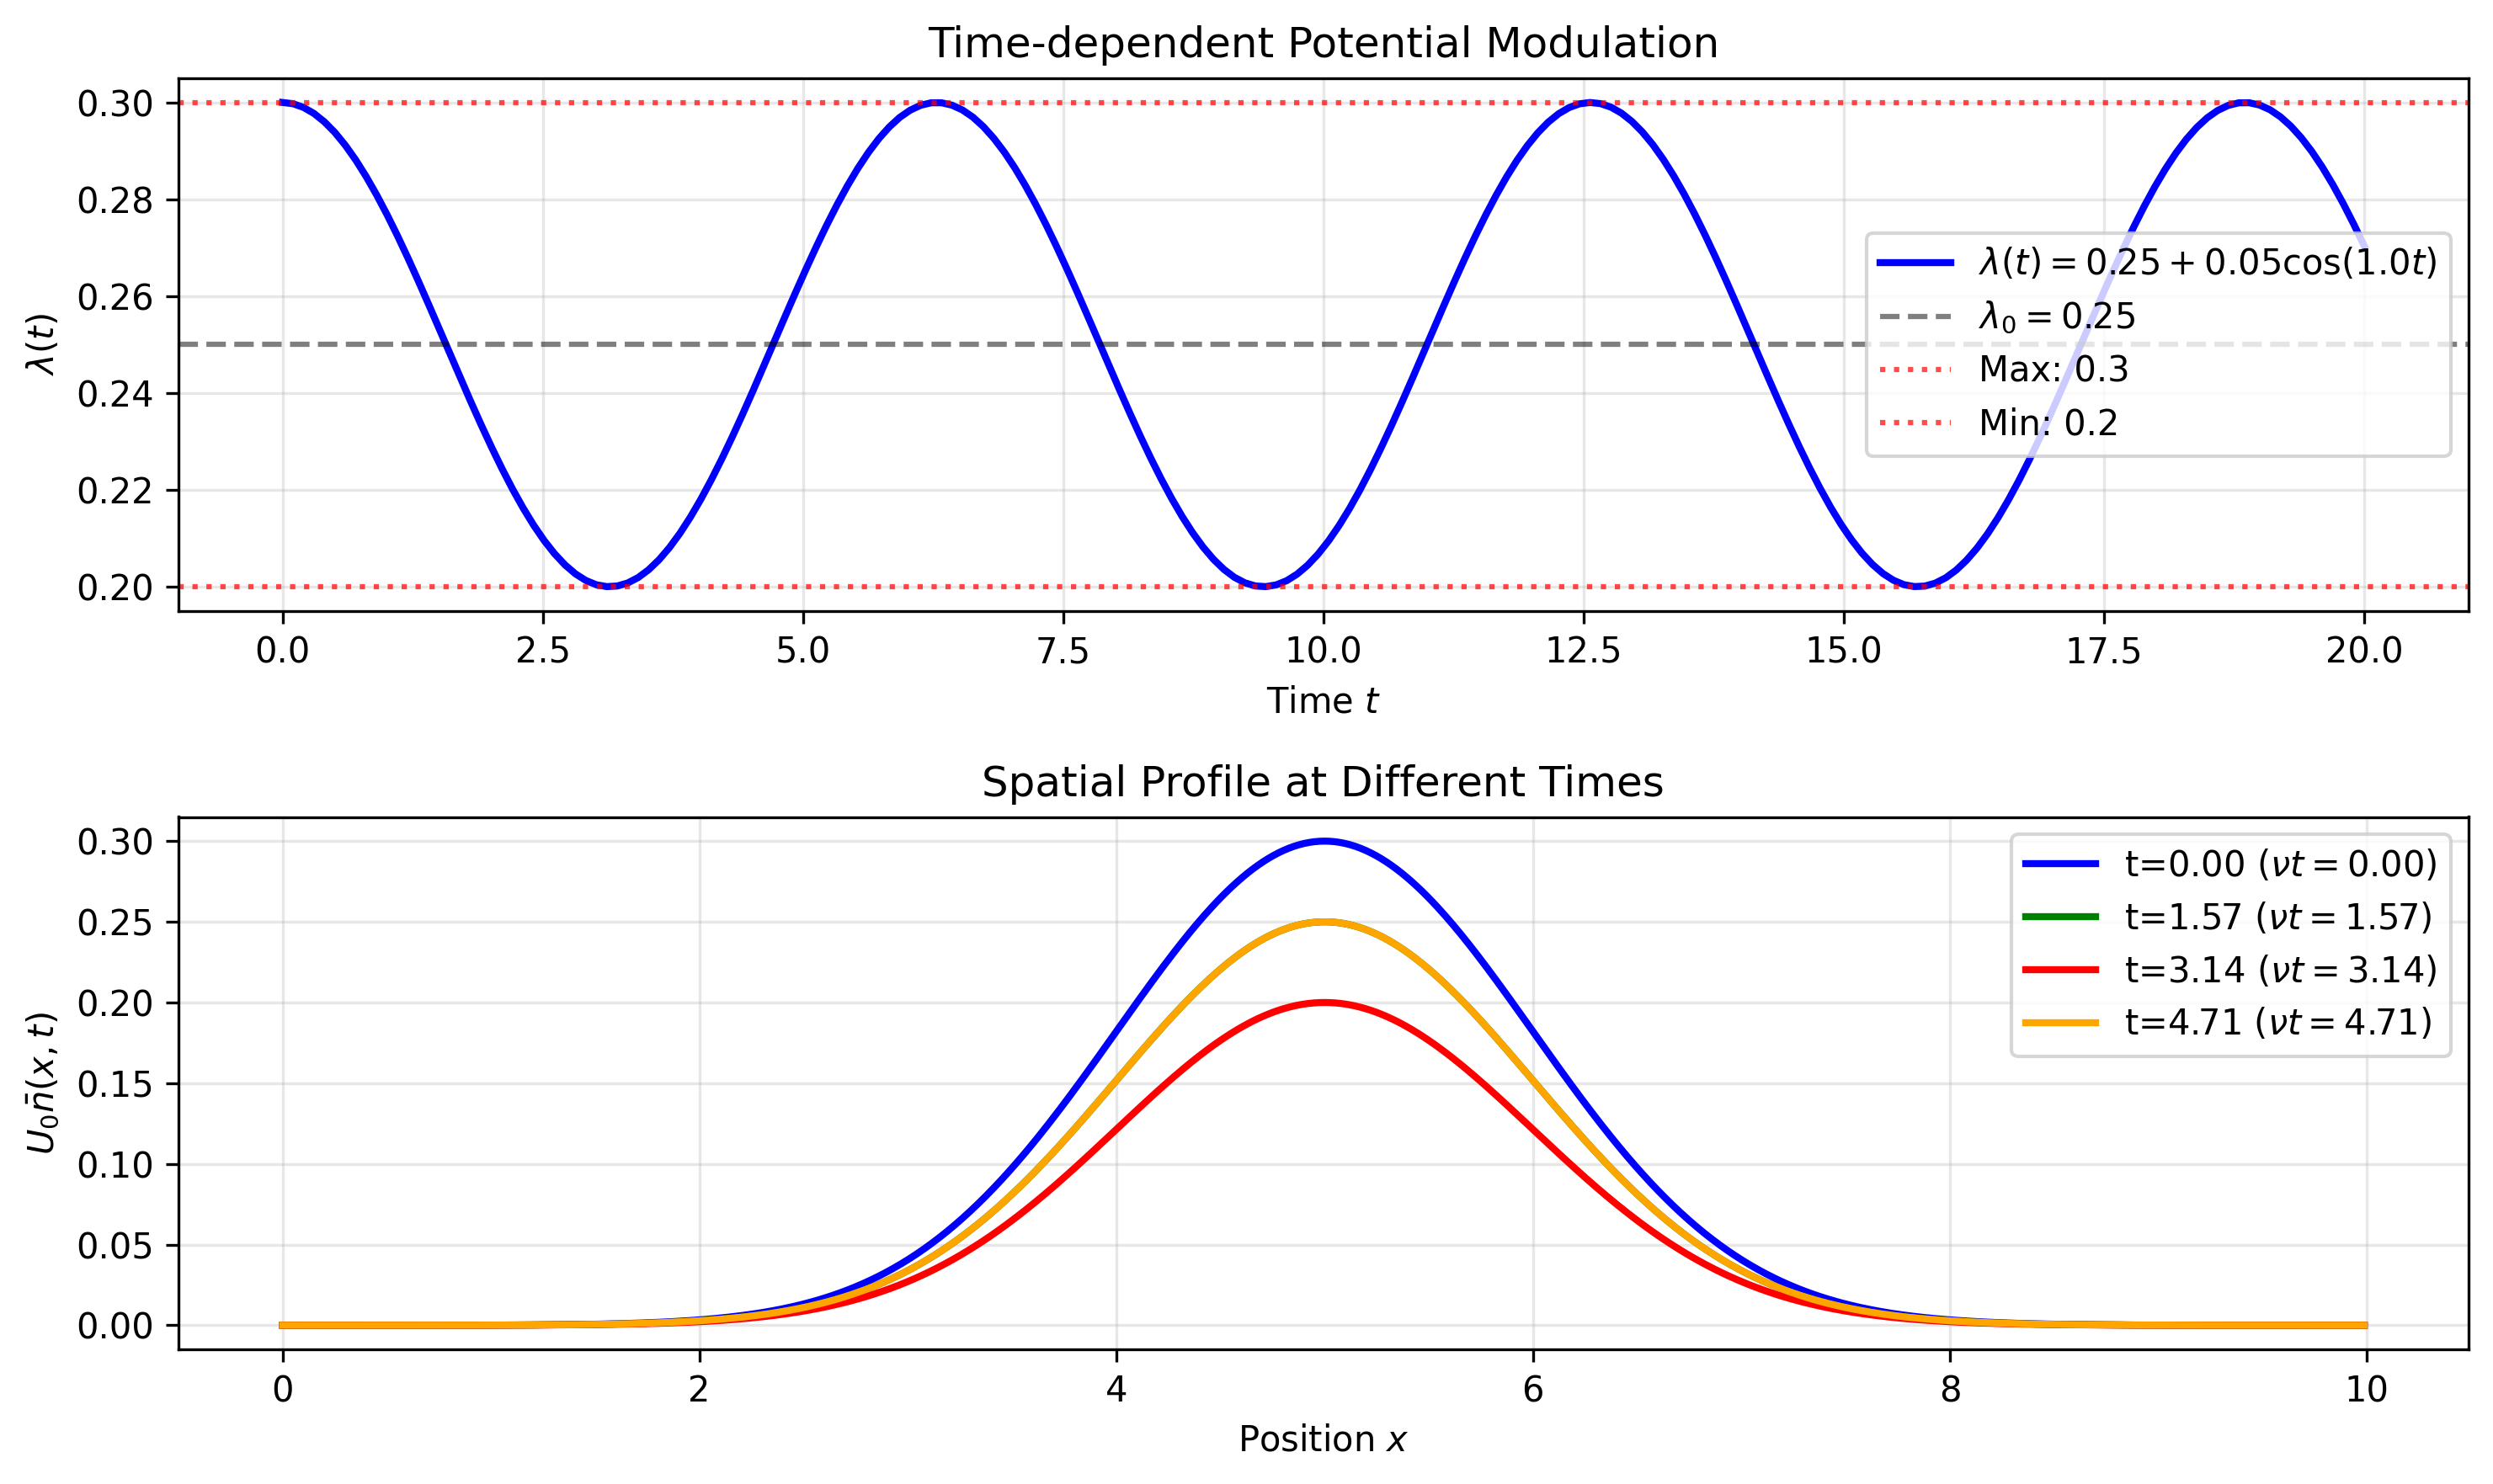 Time-dependent Potential Modulation
λ(t)
0.30
0.28
0.26
0.24
0.22
0.20
λ(t) = 0.25 + 0.05cos(1.0t)
λ₀ = 0.25
Max: 0.3
Min: 0.2
0.0 2.5 5.0 7.5 10.0 12.5 15.0 17.5 20.0
Time t
Spatial Profile at Different Times
U₀n̄(x, t)
0.30
0.25
0.20
0.15
0.10
0.05
0.00
t=0.00 (νt = 0.00)
t=1.57 (νt = 1.57)
t=3.14 (νt = 3.14)
t=4.71 (νt = 4.71)
0 2 4 6 8 10
Position x